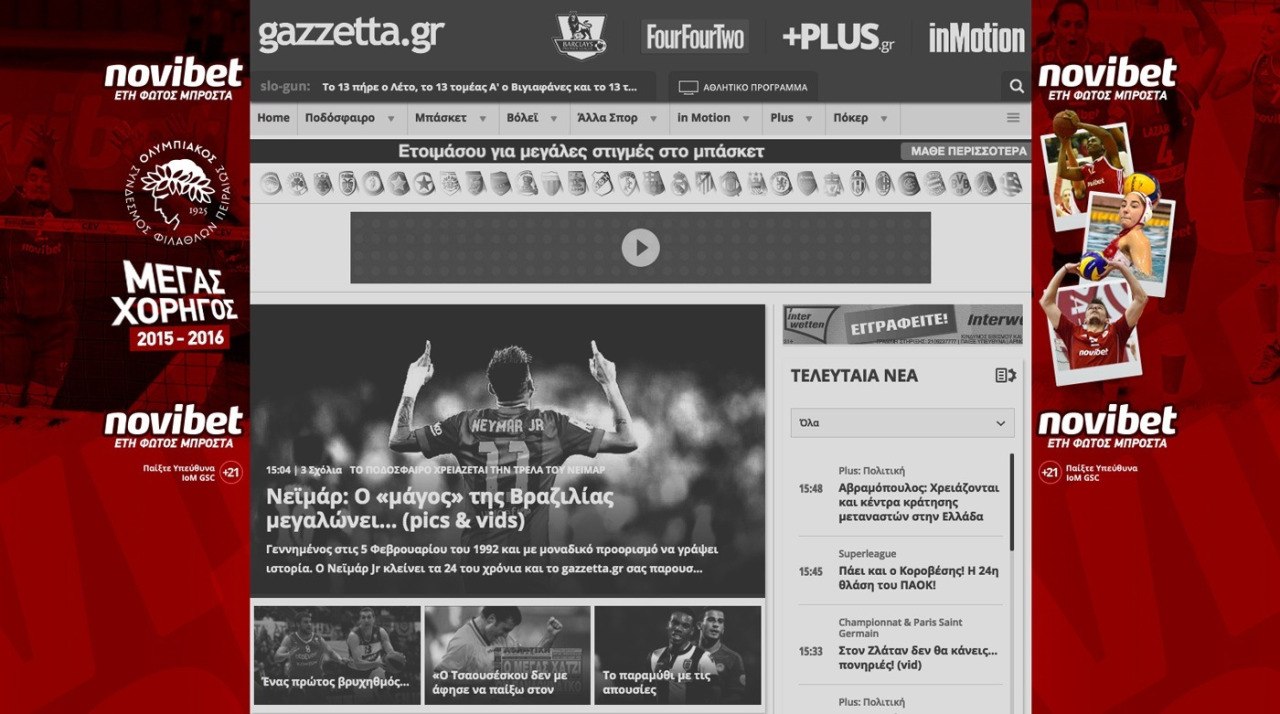 gazzetta.gr
BARCLAYS
FourFourTwo
+PLUS.gr
inMotion
slo-gun: Το 13 πήρε ο Λέτο, το 13 τομέας Α' ο Βιγιαφάνες και το 13 τ...
ΑΘΛΗΤΙΚΟ ΠΡΟΓΡΑΜΜΑ
Home
Ποδόσφαιρο
Μπάσκετ
Βόλεϊ
Άλλα Σπορ
in Motion
Plus
Πόκερ
Ετοιμάσου για μεγάλες στιγμές στο μπάσκετ
ΜΑΘΕ ΠΕΡΙΣΣΟΤΕΡΑ
novibet
ΕΤΗ ΦΩΤΟΣ ΜΠΡΟΣΤΑ
ΟΛΥΜΠΙΑΚΟΣ
ΣΥΝΔΕΣΜΟΣ ΦΙΛΑΘΛΩΝ ΠΕΙΡΑΙΩΣ
1925
ΜΕΓΑΣ
ΧΟΡΗΓΟΣ
2015 - 2016
novibet
ΕΤΗ ΦΩΤΟΣ ΜΠΡΟΣΤΑ
Παίξτε Υπεύθυνα
IoM GSC
+21
NEYMAR JR
11
15:04 | 3 Σχόλια ΤΟ ΠΟΔΟΣΦΑΙΡΟ ΧΡΕΙΑΖΕΤΑΙ ΤΗΝ ΤΡΕΛΑ ΤΟΥ ΝΕΙΜΑΡ
Νεϊμάρ: Ο «μάγος» της Βραζιλίας
μεγαλώνει... (pics & vids)
Γεννημένος στις 5 Φεβρουαρίου του 1992 και με μοναδικό προορισμό να γράψει
ιστορία. Ο Νεϊμάρ Jr κλείνει τα 24 του χρόνια και το gazzetta.gr σας παρουσ...
Ένας πρώτος βρυχηθμός...
«Ο Τσαουσέσκου δεν με
άφησε να παίξω στον
Το παραμύθι με τις
απουσίες
inter
wetten
ΕΓΓΡΑΦΕΙΤΕ!
Interw
21+
ΤΕΛΕΥΤΑΙΑ ΝΕΑ
Όλα
Plus: Πολιτική
15:48
Αβραμόπουλος: Χρειάζονται
και κέντρα κράτησης
μεταναστών στην Ελλάδα
Superleague
15:45
Πάει και ο Κοροβέσης! Η 24η
θλάση του ΠΑΟΚ!
Championnat & Paris Saint
Germain
15:33
Στον Ζλάταν δεν θα κάνεις...
πονηριές! (vid)
Plus: Πολιτική
novibet
ΕΤΗ ΦΩΤΟΣ ΜΠΡΟΣΤΑ
novibet
novibet
ΕΤΗ ΦΩΤΟΣ ΜΠΡΟΣΤΑ
+21
Παίξτε Υπεύθυνα
IoM GSC